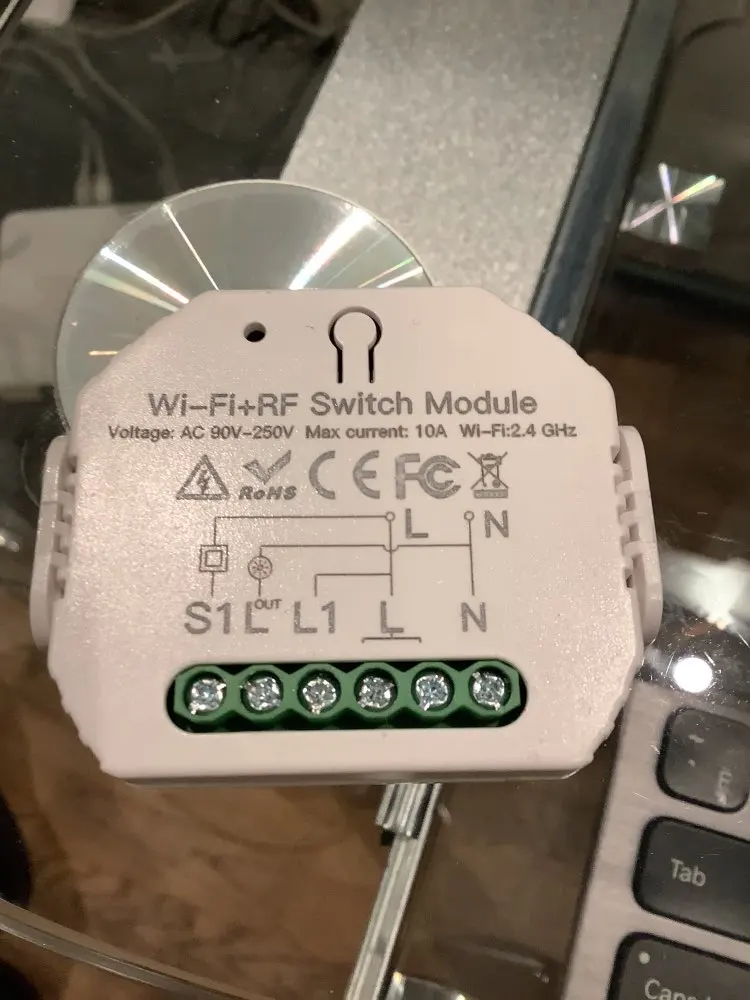 Wi-Fi+RF Switch Module
Voltage: AC 90V-250V Max current: 10A Wi-Fi:2.4 GHz
RoHS CE FC
L N
S1 L OUT L1 L N
Tab